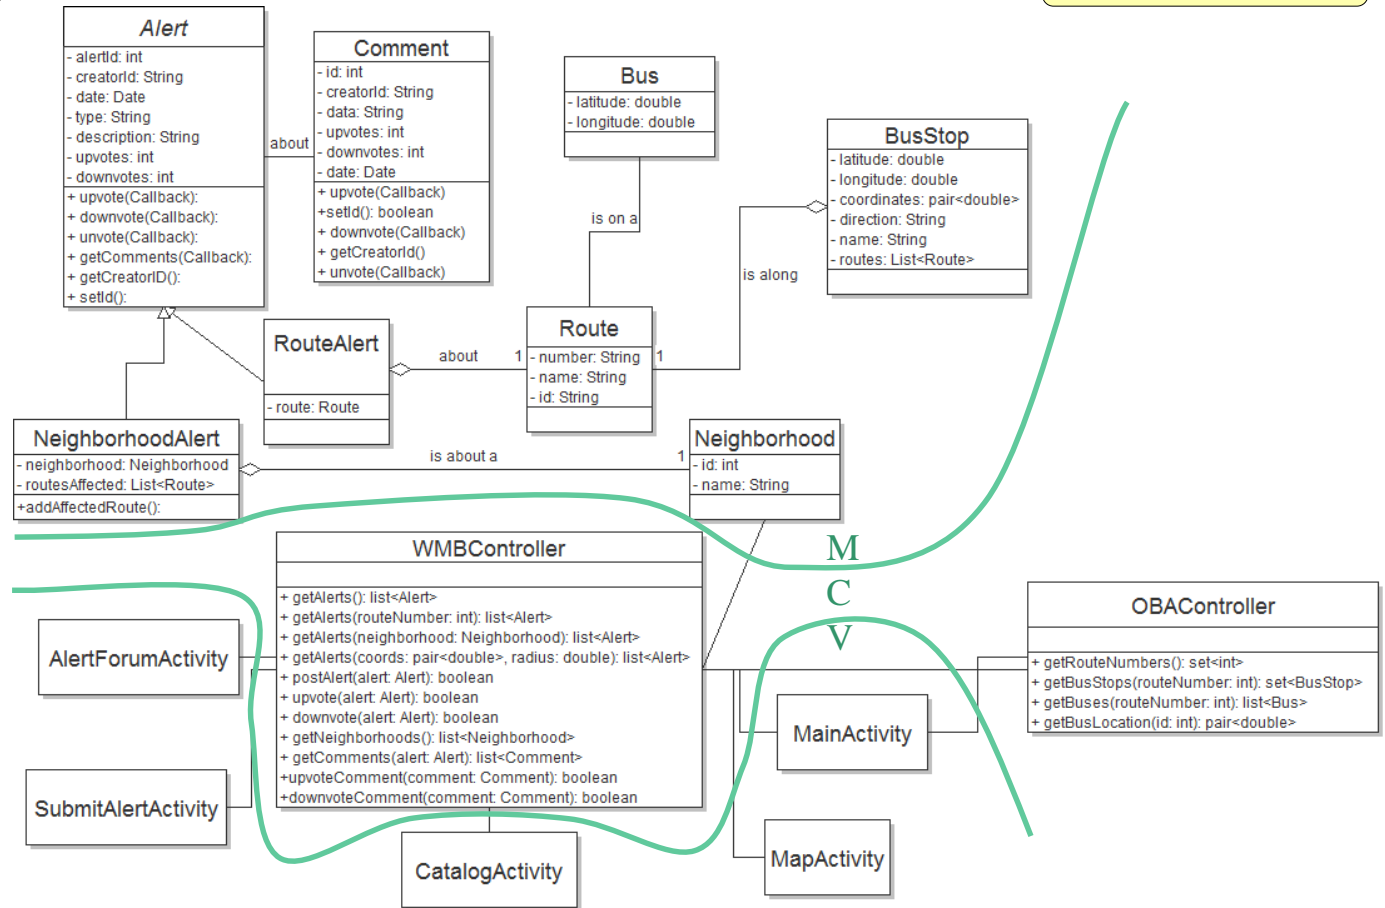 Alert
- alertId: int
- creatorId: String
- date: Date
- type: String
- description: String
- upvotes: int
- downvotes: int
+ upvote(Callback):
+ downvote(Callback):
+ unvote(Callback):
+ getComments(Callback):
+ getCreatorID():
+ setId():
about
Comment
- id: int
- creatorId: String
- data: String
- upvotes: int
- downvotes: int
- date: Date
+ upvote(Callback)
+setId(): boolean
+ downvote(Callback)
+ getCreatorId()
+ unvote(Callback)
Bus
- latitude: double
- longitude: double
is on a
BusStop
- latitude: double
- longitude: double
- coordinates: pair<double>
- direction: String
- name: String
- routes: List<Route>
is along
RouteAlert
- route: Route
about
1
Route
- number: String
- name: String
- id: String
1
NeighborhoodAlert
- neighborhood: Neighborhood
- routesAffected: List<Route>
+addAffectedRoute():
is about a
1
Neighborhood
- id: int
- name: String
M
C
V
WMBController
+ getAlerts(): list<Alert>
+ getAlerts(routeNumber: int): list<Alert>
+ getAlerts(neighborhood: Neighborhood): list<Alert>
+ getAlerts(coords: pair<double>, radius: double): list<Alert>
+ postAlert(alert: Alert): boolean
+ upvote(alert: Alert): boolean
+ downvote(alert: Alert): boolean
+ getNeighborhoods(): list<Neighborhood>
+ getComments(alert: Alert): list<Comment>
+upvoteComment(comment: Comment): boolean
+downvoteComment(comment: Comment): boolean
OBAController
+ getRouteNumbers(): set<int>
+ getBusStops(routeNumber: int): set<BusStop>
+ getBuses(routeNumber: int): list<Bus>
+ getBusLocation(id: int): pair<double>
AlertForumActivity
SubmitAlertActivity
CatalogActivity
MainActivity
MapActivity